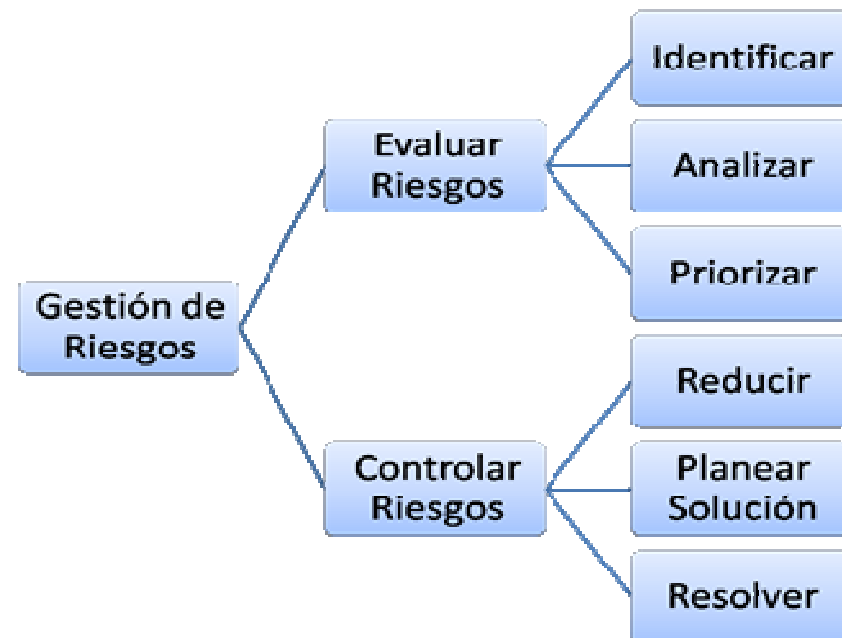 Gestión de
Riesgos
Evaluar
Riesgos
Identificar
Analizar
Priorizar
Controlar
Riesgos
Reducir
Planear
Solución
Resolver